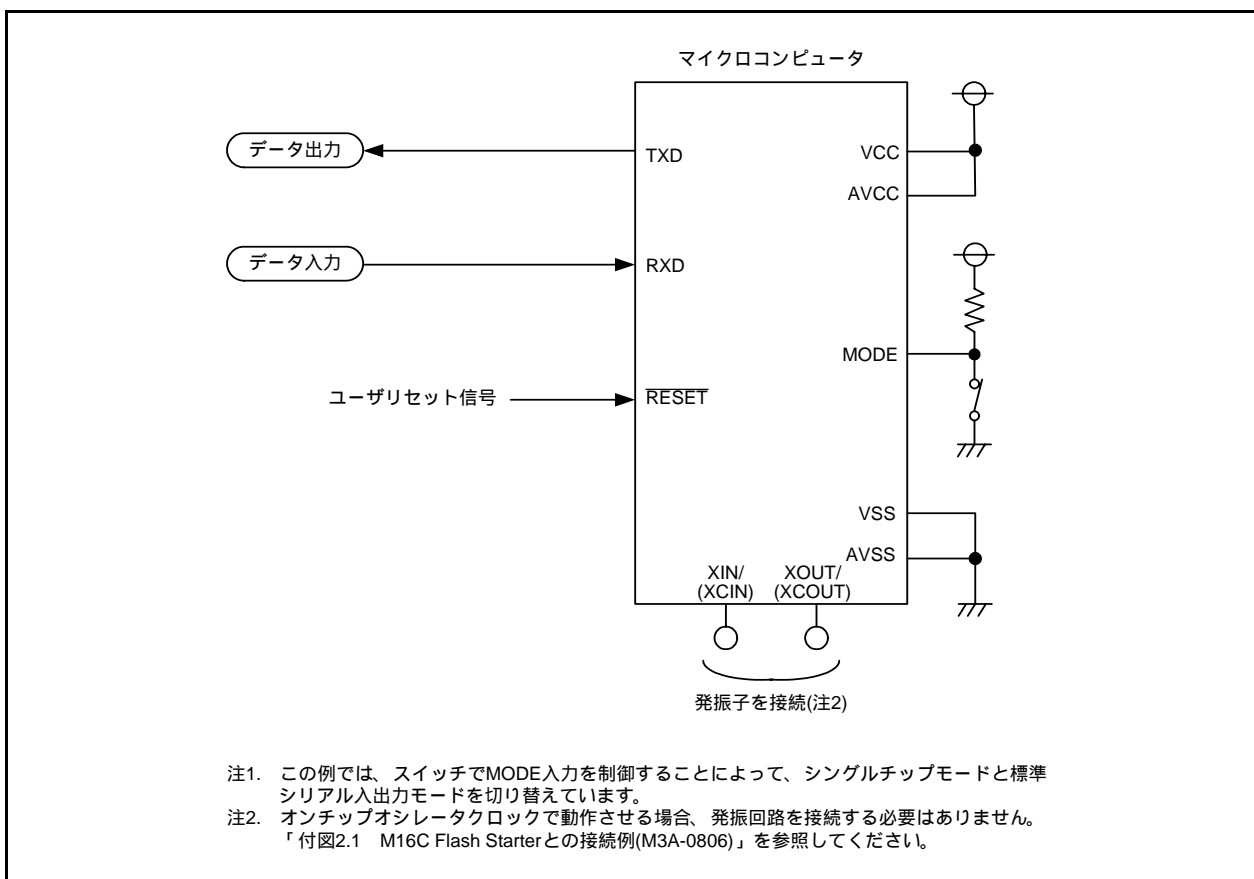 マイクロコンピュータ
データ出力
TXD
VCC
AVCC
データ入力
RXD
MODE
ユーザリセット信号
RESET
VSS
AVSS
XIN/
(XCIN)
XOUT/
(XCOUT)
発振子を接続(注2)
注1. この例では、スイッチでMODE入力を制御することによって、シングルチップモードと標準
シリアル入出力モードを切り替えています。
注2. オンチップオシレータクロックで動作させる場合、発振回路を接続する必要はありません。
「付図2.1 M16C Flash Starterとの接続例(M3A-0806)」を参照してください。